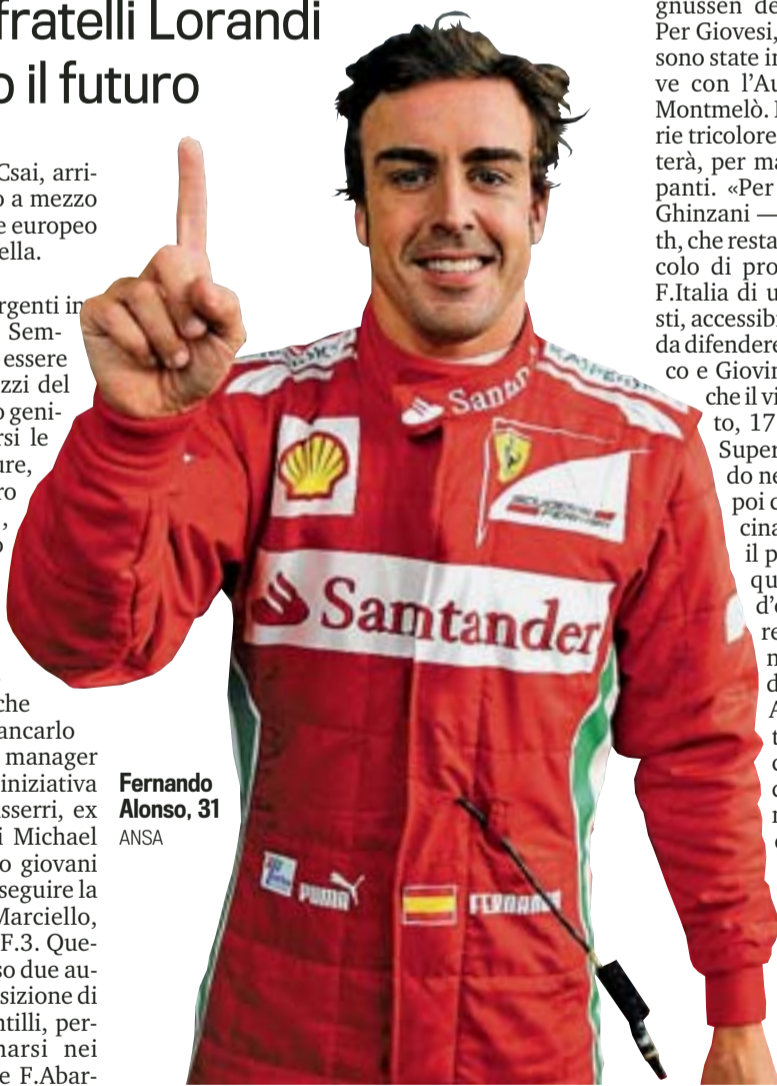 fratelli Lorandi
o il futuro
Csai, arri-
o a mezzo
e europeo
ella.
rgenti in
Sem-
essere
zzi del
o geni-
rsi le
ure,
ro
,
o
che
ancarlo
manager
iniziativa
sserri, ex
i Michael
o giovani
seguire la
Marciello,
F.3. Que-
so due au-
sizione di
ntilli, per-
narsi nei
e F.Abar-
Fernando
Alonso, 31
ANSA
Santan
SCUDERIA
FERRARI
Santander
PUMA
FERNANDO
gnussen de
Per Giovesi,
sono state in
ve con l'Au
Montmelò. I
rie tricolore
terà, per ma
panti. «Per
Ghinzani —
th, che resta
colo di pro
F.Italia di u
sti, accessibi
da difendere
co e Giovin
che il vi
to, 17
Super
do ne
poi c
cina
il p
qu
d'e
re
n
d
A
t